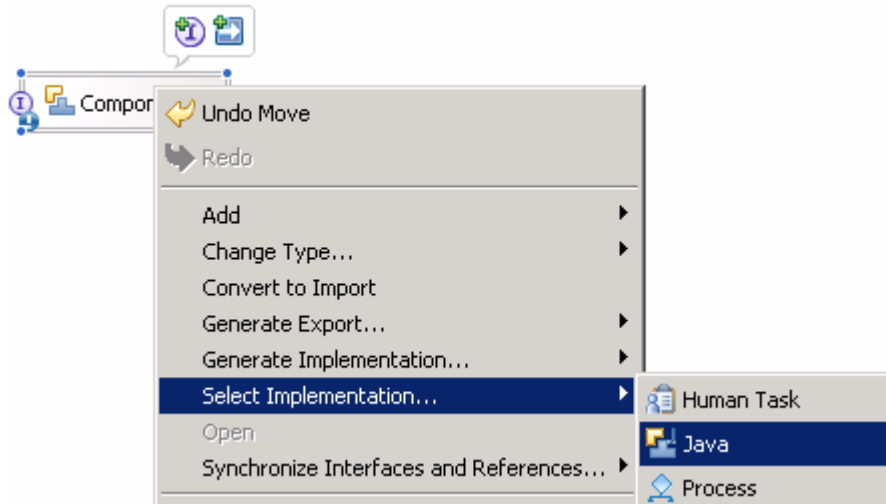 Compor
Undo Move
Redo
Add
Change Type...
Convert to Import
Generate Export...
Generate Implementation...
Select Implementation...
Human Task
Open
Java
Synchronize Interfaces and References...
Process